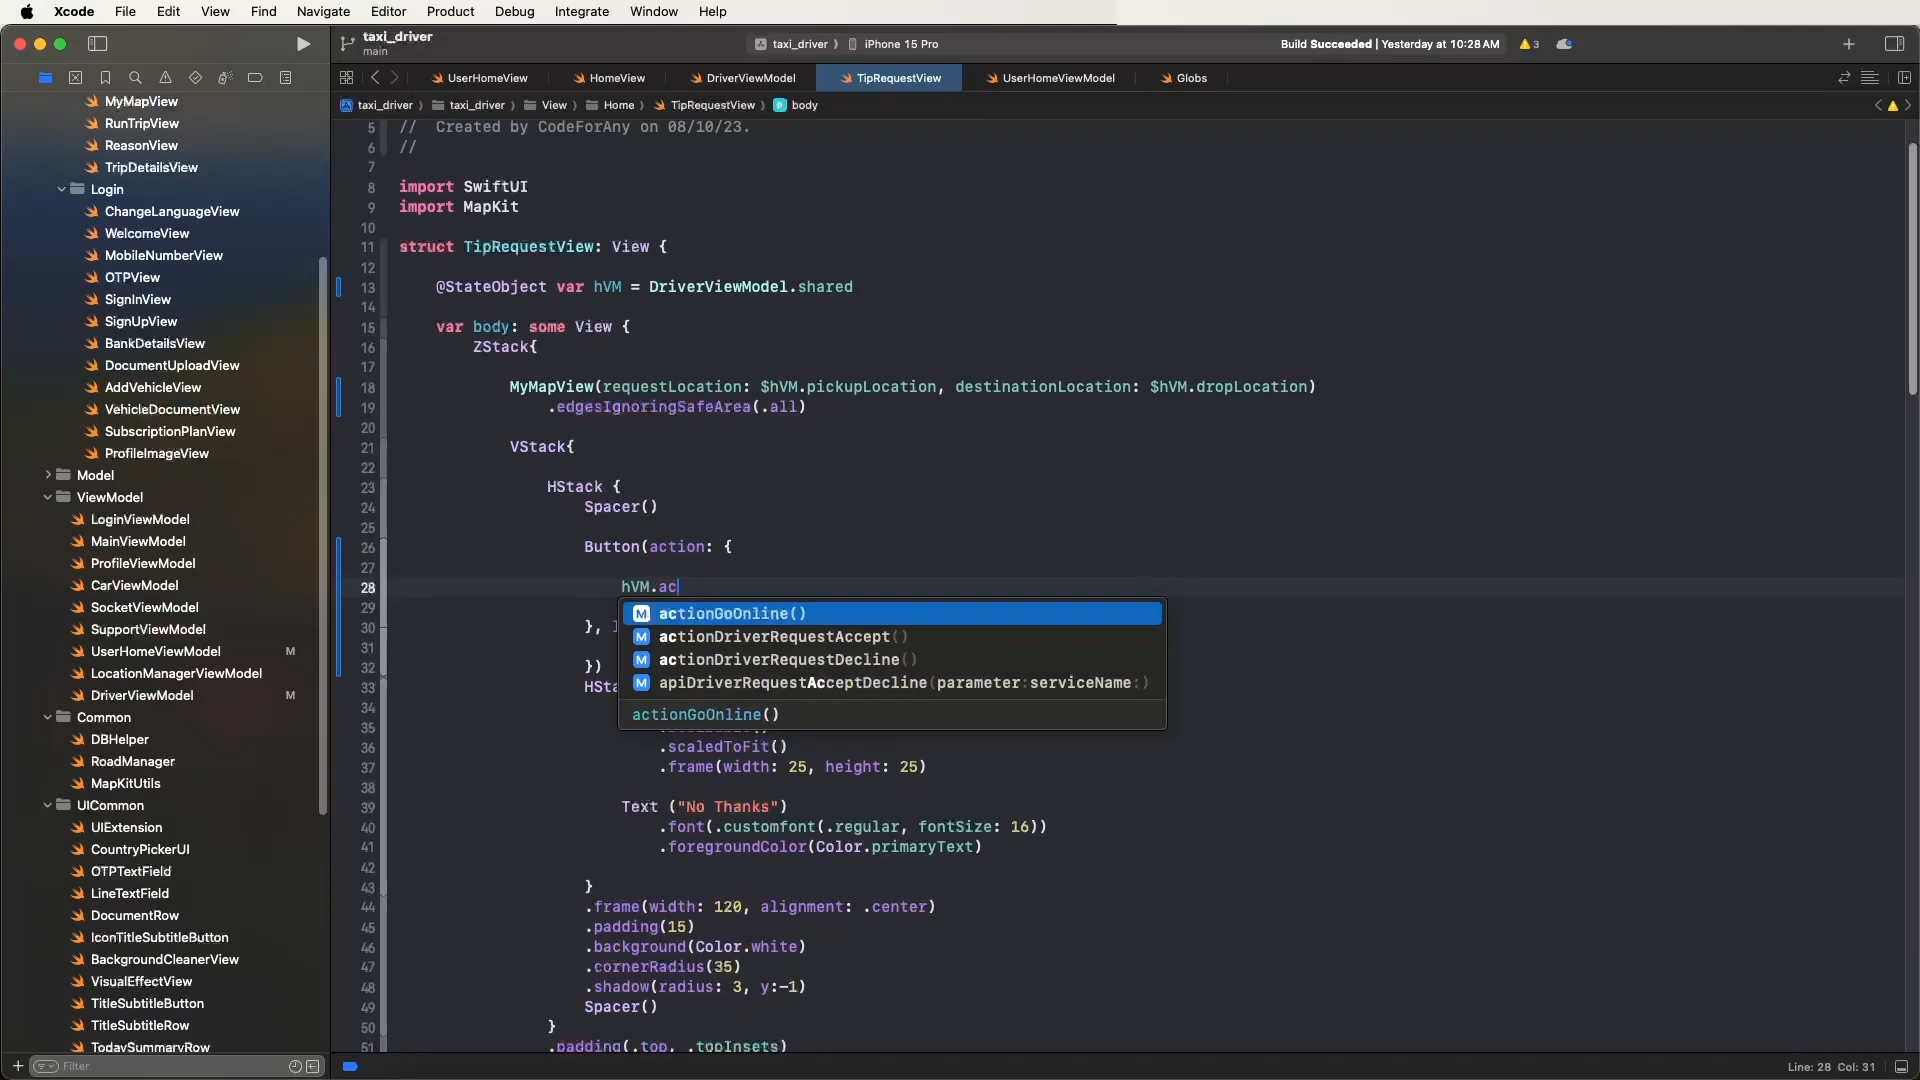 Xcode File Edit View Find Navigate Editor Product Debug Integrate Window Help
taxi_driver
main
taxi_driver ⟩ iPhone 15 Pro
Build Succeeded | Yesterday at 10:28 AM
3
UserHomeView
HomeView
DriverViewModel
TipRequestView
UserHomeViewModel
Globs
taxi_driver ⟩ taxi_driver ⟩ View ⟩ Home ⟩ TipRequestView ⟩ body
MyMapView
RunTripView
ReasonView
TripDetailsView
Login
ChangeLanguageView
WelcomeView
MobileNumberView
OTPView
SignInView
SignUpView
BankDetailsView
DocumentUploadView
AddVehicleView
VehicleDocumentView
SubscriptionPlanView
ProfileImageView
Model
ViewModel
LoginViewModel
MainViewModel
ProfileViewModel
CarViewModel
SocketViewModel
SupportViewModel
UserHomeViewModel M
LocationManagerViewModel
DriverViewModel M
Common
DBHelper
RoadManager
MapKitUtils
UICommon
UIExtension
CountryPickerUI
OTPTextField
LineTextField
DocumentRow
IconTitleSubtitleButton
BackgroundCleanerView
VisualEffectView
TitleSubtitleButton
TitleSubtitleRow
TodaySummaryRow
Filter
5 // Created by CodeForAny on 08/10/23.
6 //
7
8 import SwiftUI
9 import MapKit
10
11 struct TipRequestView: View {
12
13 @StateObject var hVM = DriverViewModel.shared
14
15 var body: some View {
16 ZStack{
17
18 MyMapView(requestLocation: $hVM.pickupLocation, destinationLocation: $hVM.dropLocation)
19 .edgesIgnoringSafeArea(.all)
20
21 VStack{
22
23 HStack {
24 Spacer()
25
26 Button(action: {
27
28 hVM.ac
29
30 }, l
31
32 })
33 HSta
34
35
36 .scaledToFit()
37 .frame(width: 25, height: 25)
38
39 Text ("No Thanks")
40 .font(.customfont(.regular, fontSize: 16))
41 .foregroundColor(Color.primaryText)
42
43 }
44 .frame(width: 120, alignment: .center)
45 .padding(15)
46 .background(Color.white)
47 .cornerRadius(35)
48 .shadow(radius: 3, y:-1)
49 Spacer()
50 }
51 .padding(.top, .topInsets)
M actionGoOnline()
M actionDriverRequestAccept()
M actionDriverRequestDecline()
M apiDriverRequestAcceptDecline(parameter:serviceName:)
actionGoOnline()
Line: 28 Col: 31